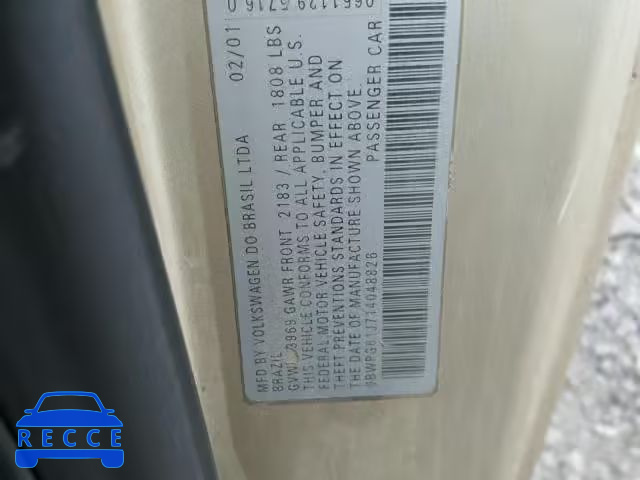 02/01
MFD BY VOLKSWAGEN DO BRASIL LTDA
BRAZIL
3969 GAWR FRONT 2183 / REAR 1808 LBS
THIS VEHICLE CONFORMS TO ALL APPLICABLE U.S.
FEDERAL MOTOR VEHICLE SAFETY, BUMPER AND
THEFT PREVENTIONS STANDARDS IN EFFECT ON
THE DATE OF MANUFACTURE SHOWN ABOVE.
PASSENGER CAR
RECCE